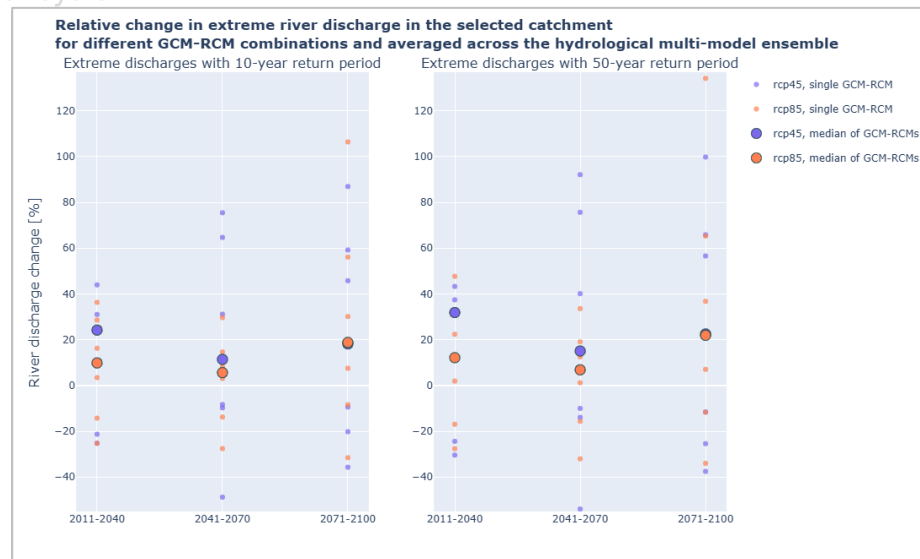 Relative change in extreme river discharge in the selected catchment
for different GCM-RCM combinations and averaged across the hydrological multi-model ensemble
Extreme discharges with 10-year return period
Extreme discharges with 50-year return period
River discharge change [%]
120
100
80
60
40
20
0
−20
−40
2011-2040
2041-2070
2071-2100
120
100
80
60
40
20
0
−20
−40
2011-2040
2041-2070
2071-2100
rcp45, single GCM-RCM
rcp85, single GCM-RCM
rcp45, median of GCM-RCMs
rcp85, median of GCM-RCMs